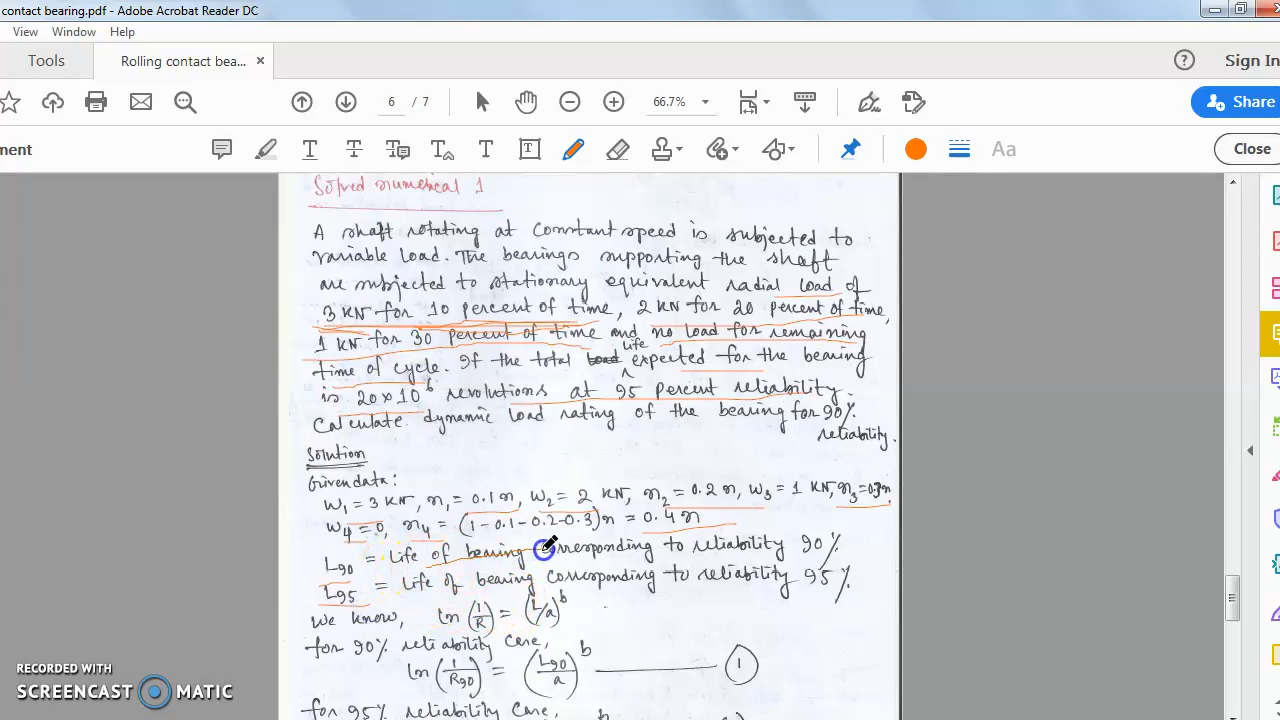 contact bearing.pdf - Adobe Acrobat Reader DC
View Window Help
Tools Rolling contact bea... × ? Sign In
6 / 7 66.7% Share
ment Aa Close
Solved numerical 1
A shaft rotating at constant speed is subjected to
variable load. The bearings supporting the shaft
are subjected to stationary equivalent radial load of
3 KN for 10 percent of time, 2 KN for 20 percent of time,
1 KN for 30 percent of time and no load for remaining
time of cycle. If the total life expected for the bearing
is 20×10⁶ revolutions at 95 percent reliability.
Calculate dynamic load rating of the bearing for 90%
reliability.
Solution
Given data:
W₁ = 3 KN, n₁ = 0.1 n, W₂ = 2 KN, n₂ = 0.2 n, W₃ = 1 KN, n₃ = 0.3n,
W₄ = 0, n₄ = (1-0.1-0.2-0.3)n = 0.4 n
L₉₀ = Life of bearing corresponding to reliability 90%
L₉₅ = Life of bearing corresponding to reliability 95%
We know, ln (1/R) = (L/a)ᵇ
for 90% reliability case,
ln (1/R₉₀) = (L₉₀/a)ᵇ ——— 1
for 95% reliability case,
RECORDED WITH
SCREENCAST MATIC